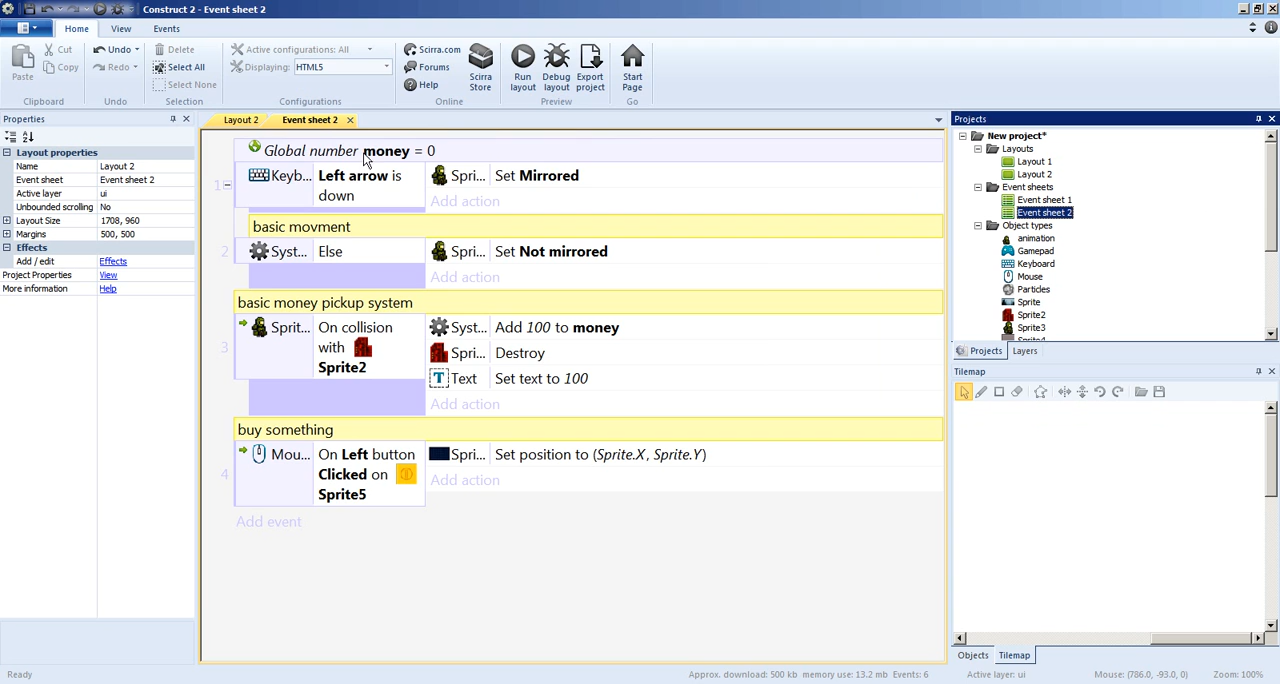 Construct 2 - Event sheet 2
Home View Events
Paste
Cut
Copy
Clipboard
Undo
Redo
Undo
Delete
Select All
Select None
Selection
Active configurations: All
Displaying: HTML5
Configurations
Scirra.com
Forums
Help
Scirra Store
Online
Run layout
Debug layout
Export project
Preview
Start Page
Go
Properties
Layout properties
Name Layout 2
Event sheet Event sheet 2
Active layer ui
Unbounded scrolling No
Layout Size 1708, 960
Margins 500, 500
Effects
Add / edit Effects
Project Properties View
More information Help
Layout 2 Event sheet 2
Global number money = 0
1 Keyb... Left arrow is down Spri... Set Mirrored
Add action
basic movment
2 Syst... Else Spri... Set Not mirrored
Add action
basic money pickup system
3 Sprit... On collision with Sprite2 Syst... Add 100 to money
Spri... Destroy
Text Set text to 100
Add action
buy something
4 Mou... On Left button Clicked on Sprite5 Spri... Set position to (Sprite.X, Sprite.Y)
Add action
Add event
Projects
New project*
Layouts
Layout 1
Layout 2
Event sheets
Event sheet 1
Event sheet 2
Object types
animation
Gamepad
Keyboard
Mouse
Particles
Sprite
Sprite2
Sprite3
Projects Layers
Tilemap
Objects Tilemap
Ready Approx. download: 500 kb memory use: 13.2 mb Events: 6 Active layer: ui Mouse: (786.0, -93.0, 0) Zoom: 100%